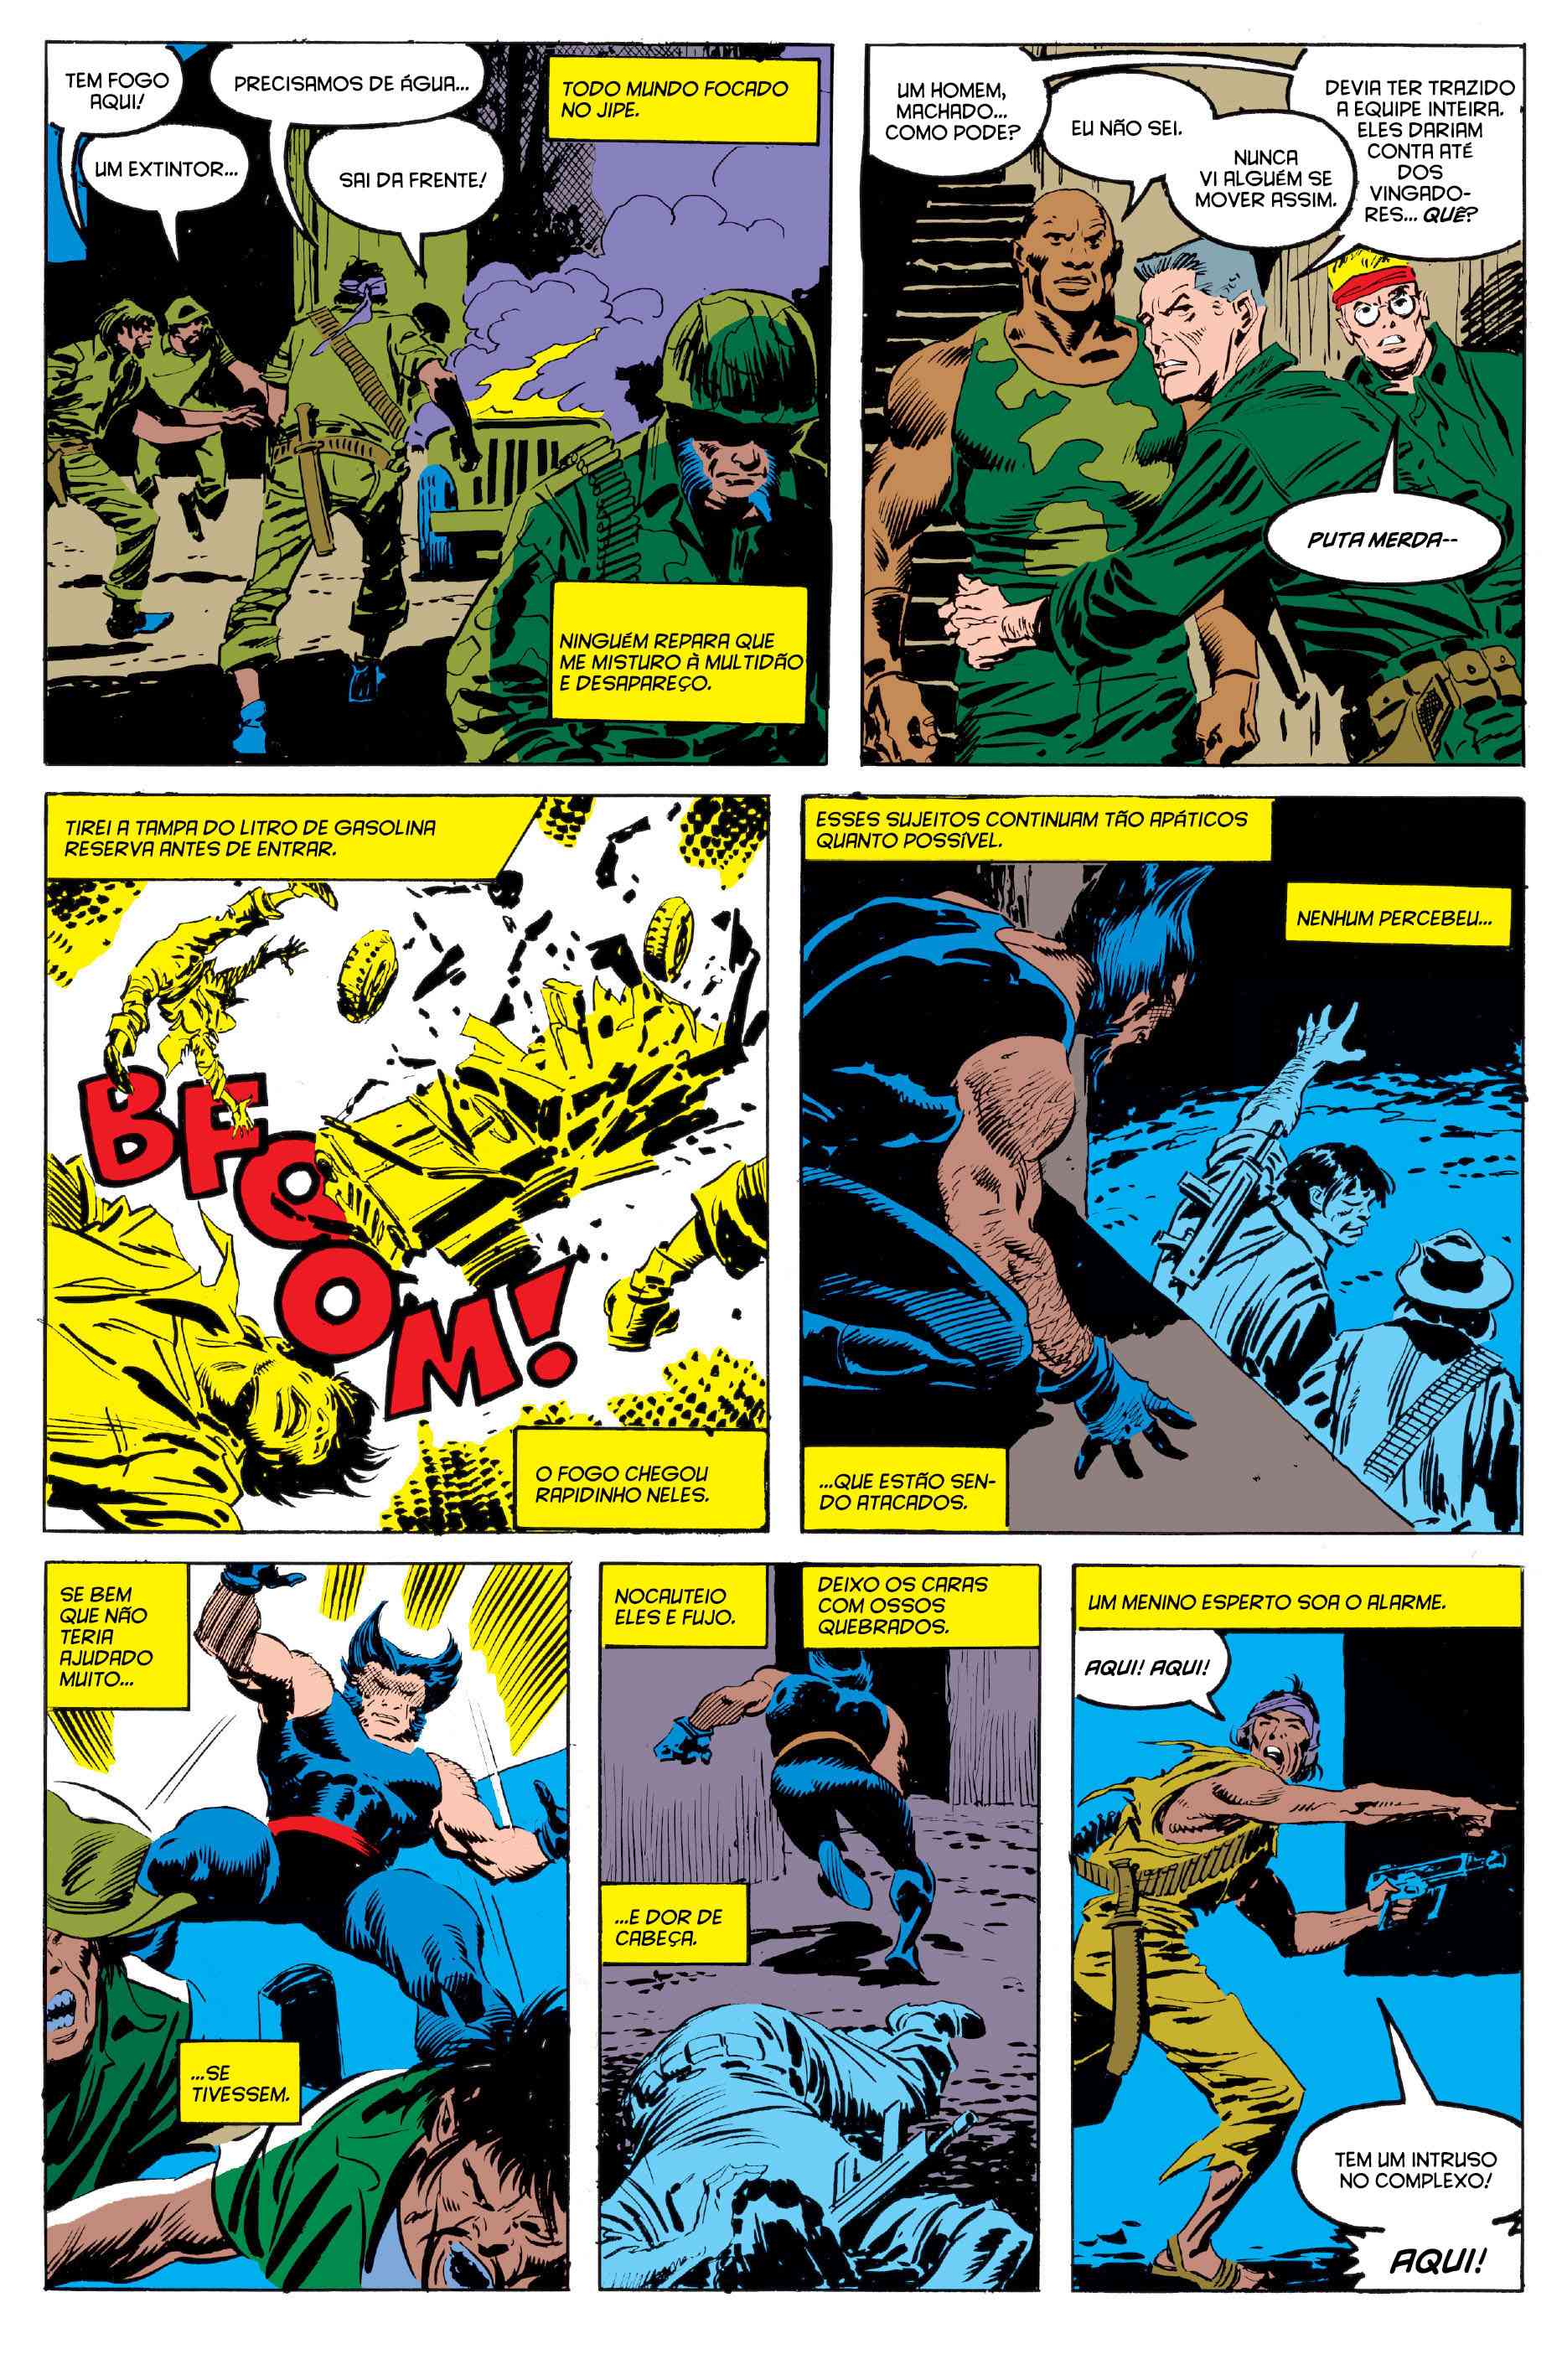 TEM FOGO
AQUI!
UM EXTINTOR...
PRECISAMOS DE ÁGUA...
SAI DA FRENTE!
TODO MUNDO FOCADO
NO JIPE.
NINGUÉM REPARA QUE
ME MISTURO À MULTIDÃO
E DESAPAREÇO.
UM HOMEM,
MACHADO...
COMO PODE?
EU NÃO SEI.
NUNCA
VI ALGUÉM SE
MOVER ASSIM.
DEVIA TER TRAZIDO
A EQUIPE INTEIRA.
ELES DARIAM
CONTA ATÉ
DOS
VINGADO-
RES... QUÊ?
PUTA MERDA--
TIREI A TAMPA DO LITRO DE GASOLINA
RESERVA ANTES DE ENTRAR.
BFOOM!
O FOGO CHEGOU
RAPIDINHO NELES.
ESSES SUJEITOS CONTINUAM TÃO APÁTICOS
QUANTO POSSÍVEL.
NENHUM PERCEBEU...
...QUE ESTÃO SEN-
DO ATACADOS.
SE BEM
QUE NÃO
TERIA
AJUDADO
MUITO...
...SE
TIVESSEM.
NOCAUTEIO
ELES E FUJO.
DEIXO OS CARAS
COM OSSOS
QUEBRADOS.
...E DOR DE
CABEÇA.
UM MENINO ESPERTO SOA O ALARME.
AQUI! AQUI!
TEM UM INTRUSO
NO COMPLEXO!
AQUI!